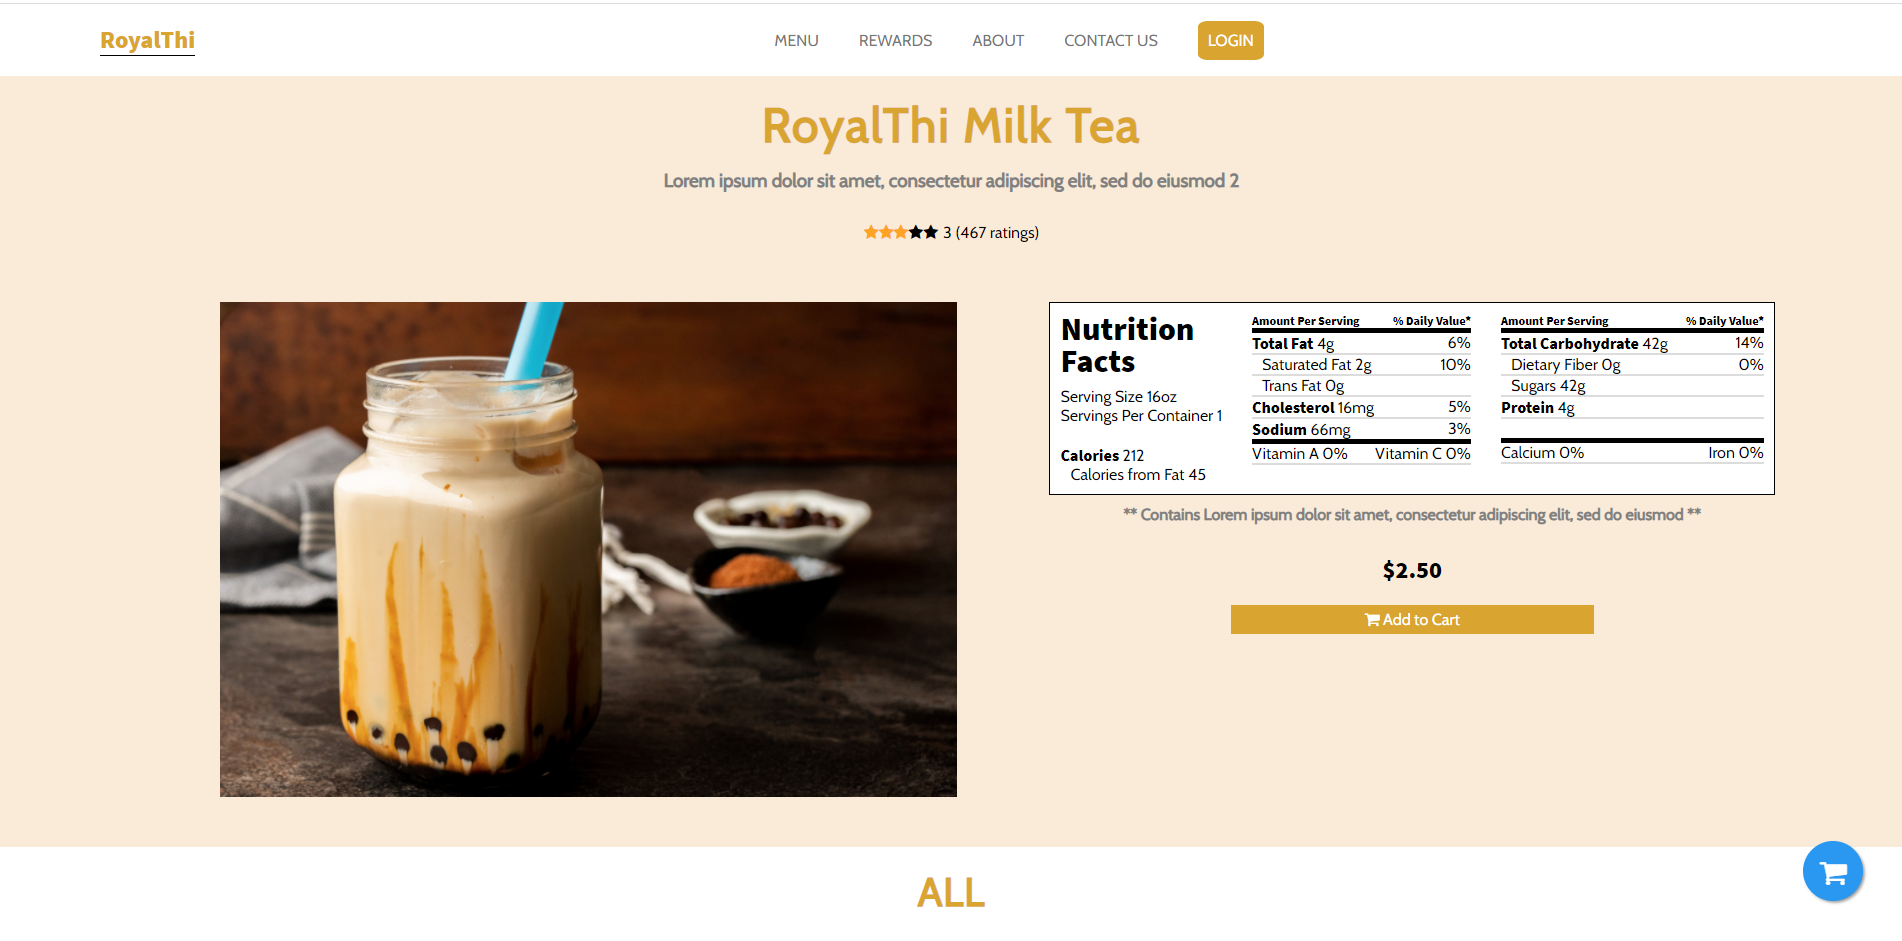 RoyalThi
MENU REWARDS ABOUT CONTACT US LOGIN
RoyalThi Milk Tea
Lorem ipsum dolor sit amet, consectetur adipiscing elit, sed do eiusmod 2
3 (467 ratings)
Nutrition
Facts
Serving Size 16oz
Servings Per Container 1
Calories 212
Calories from Fat 45
Amount Per Serving % Daily Value*
Total Fat 4g 6%
Saturated Fat 2g 10%
Trans Fat 0g
Cholesterol 16mg 5%
Sodium 66mg 3%
Vitamin A 0% Vitamin C 0%
Amount Per Serving % Daily Value*
Total Carbohydrate 42g 14%
Dietary Fiber 0g 0%
Sugars 42g
Protein 4g
Calcium 0% Iron 0%
** Contains Lorem ipsum dolor sit amet, consectetur adipiscing elit, sed do eiusmod **
$2.50
Add to Cart
ALL